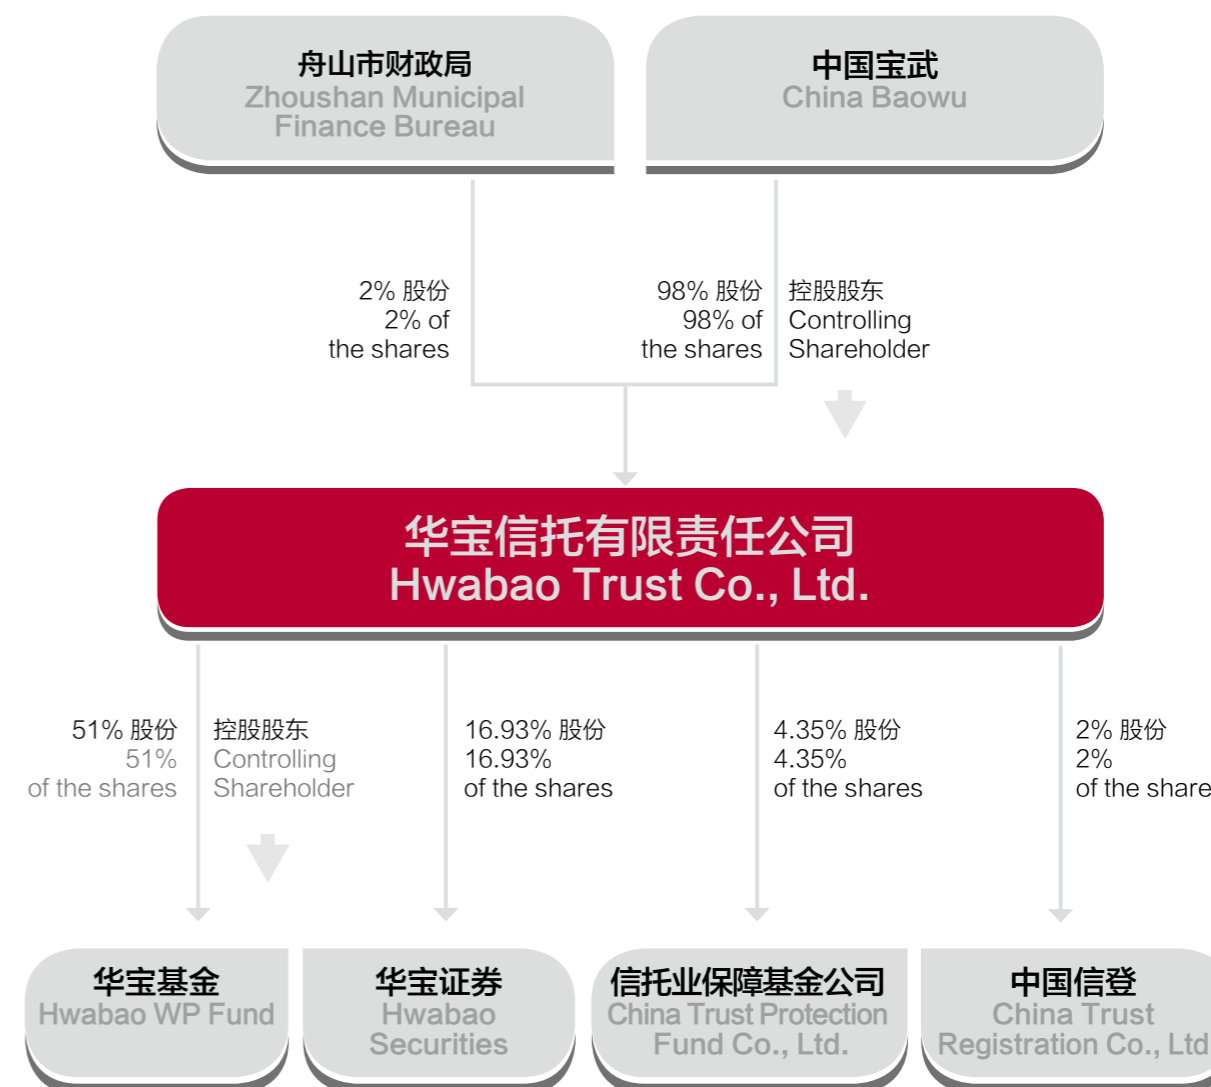 舟山市财政局
Zhoushan Municipal
Finance Bureau
中国宝武
China Baowu
2% 股份
2% of
the shares
98% 股份
98% of
the shares
控股股东
Controlling
Shareholder
华宝信托有限责任公司
Hwabao Trust Co., Ltd.
51% 股份
51%
of the shares
控股股东
Controlling
Shareholder
16.93% 股份
16.93%
of the shares
4.35% 股份
4.35%
of the shares
2% 股份
2%
of the share
华宝基金
Hwabao WP Fund
华宝证券
Hwabao
Securities
信托业保障基金公司
China Trust Protection
Fund Co., Ltd.
中国信登
China Trust
Registration Co., Ltd